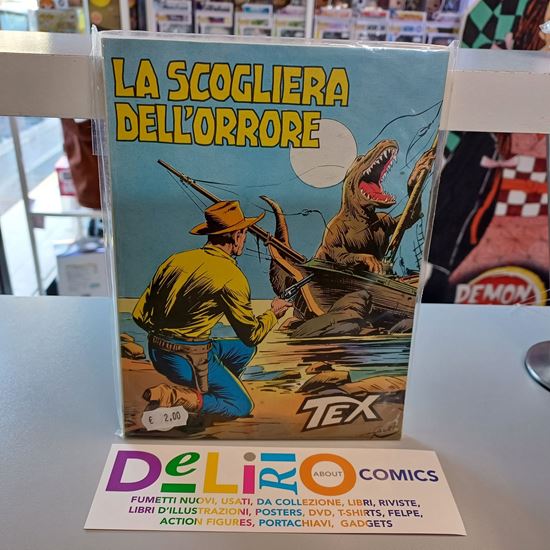 LA SCOGLIERA
DELL'ORRORE
€ 2,00
TEX
DEMON
DELIRIO ABOUT COMICS
FUMETTI NUOVI, USATI, DA COLLEZIONE, LIBRI, RIVISTE,
LIBRI D'ILLUSTRAZIONI, POSTERS, DVD, T-SHIRTS, FELPE,
ACTION FIGURES, PORTACHIAVI, GADGETS